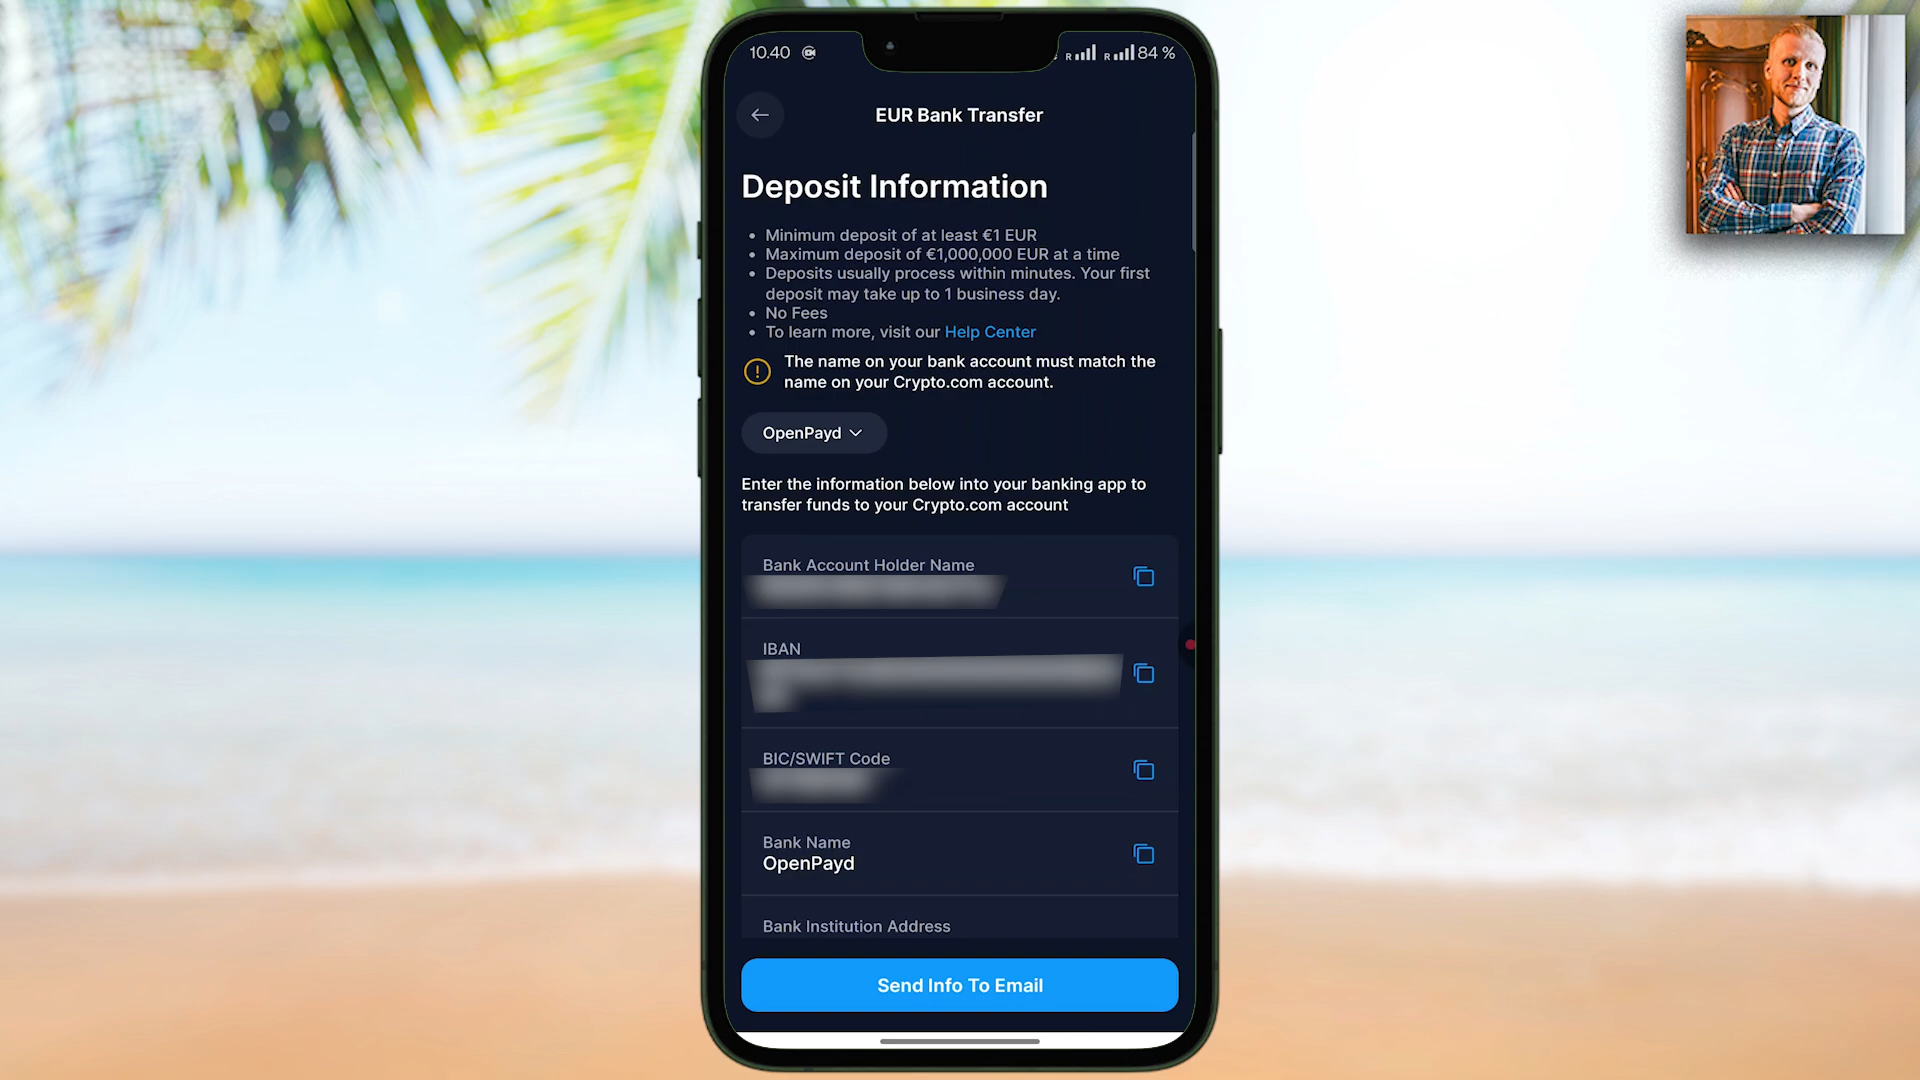 10.40
R R 84 %
EUR Bank Transfer
Deposit Information
• Minimum deposit of at least €1 EUR
• Maximum deposit of €1,000,000 EUR at a time
• Deposits usually process within minutes. Your first
deposit may take up to 1 business day.
• No Fees
• To learn more, visit our Help Center
The name on your bank account must match the
name on your Crypto.com account.
OpenPayd
Enter the information below into your banking app to
transfer funds to your Crypto.com account
Bank Account Holder Name
IBAN
BIC/SWIFT Code
Bank Name
OpenPayd
Bank Institution Address
Send Info To Email